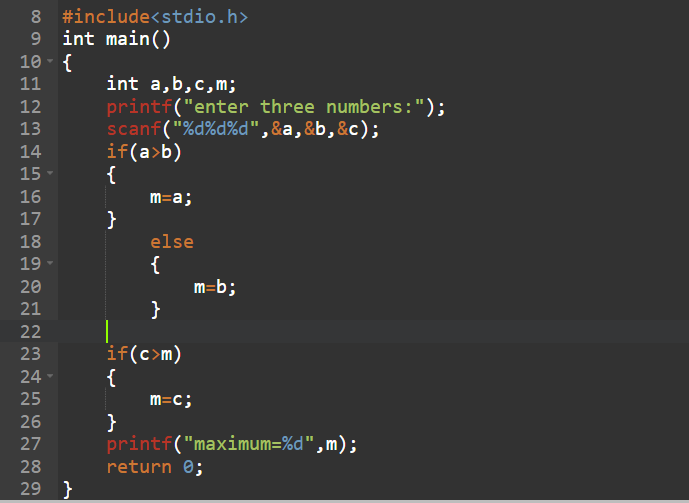 8 #include<stdio.h>
9 int main()
10 {
11     int a,b,c,m;
12     printf("enter three numbers:");
13     scanf("%d%d%d",&a,&b,&c);
14     if(a>b)
15     {
16         m=a;
17     }
18         else
19         {
20             m=b;
21         }
22
23     if(c>m)
24     {
25         m=c;
26     }
27     printf("maximum=%d",m);
28     return 0;
29 }